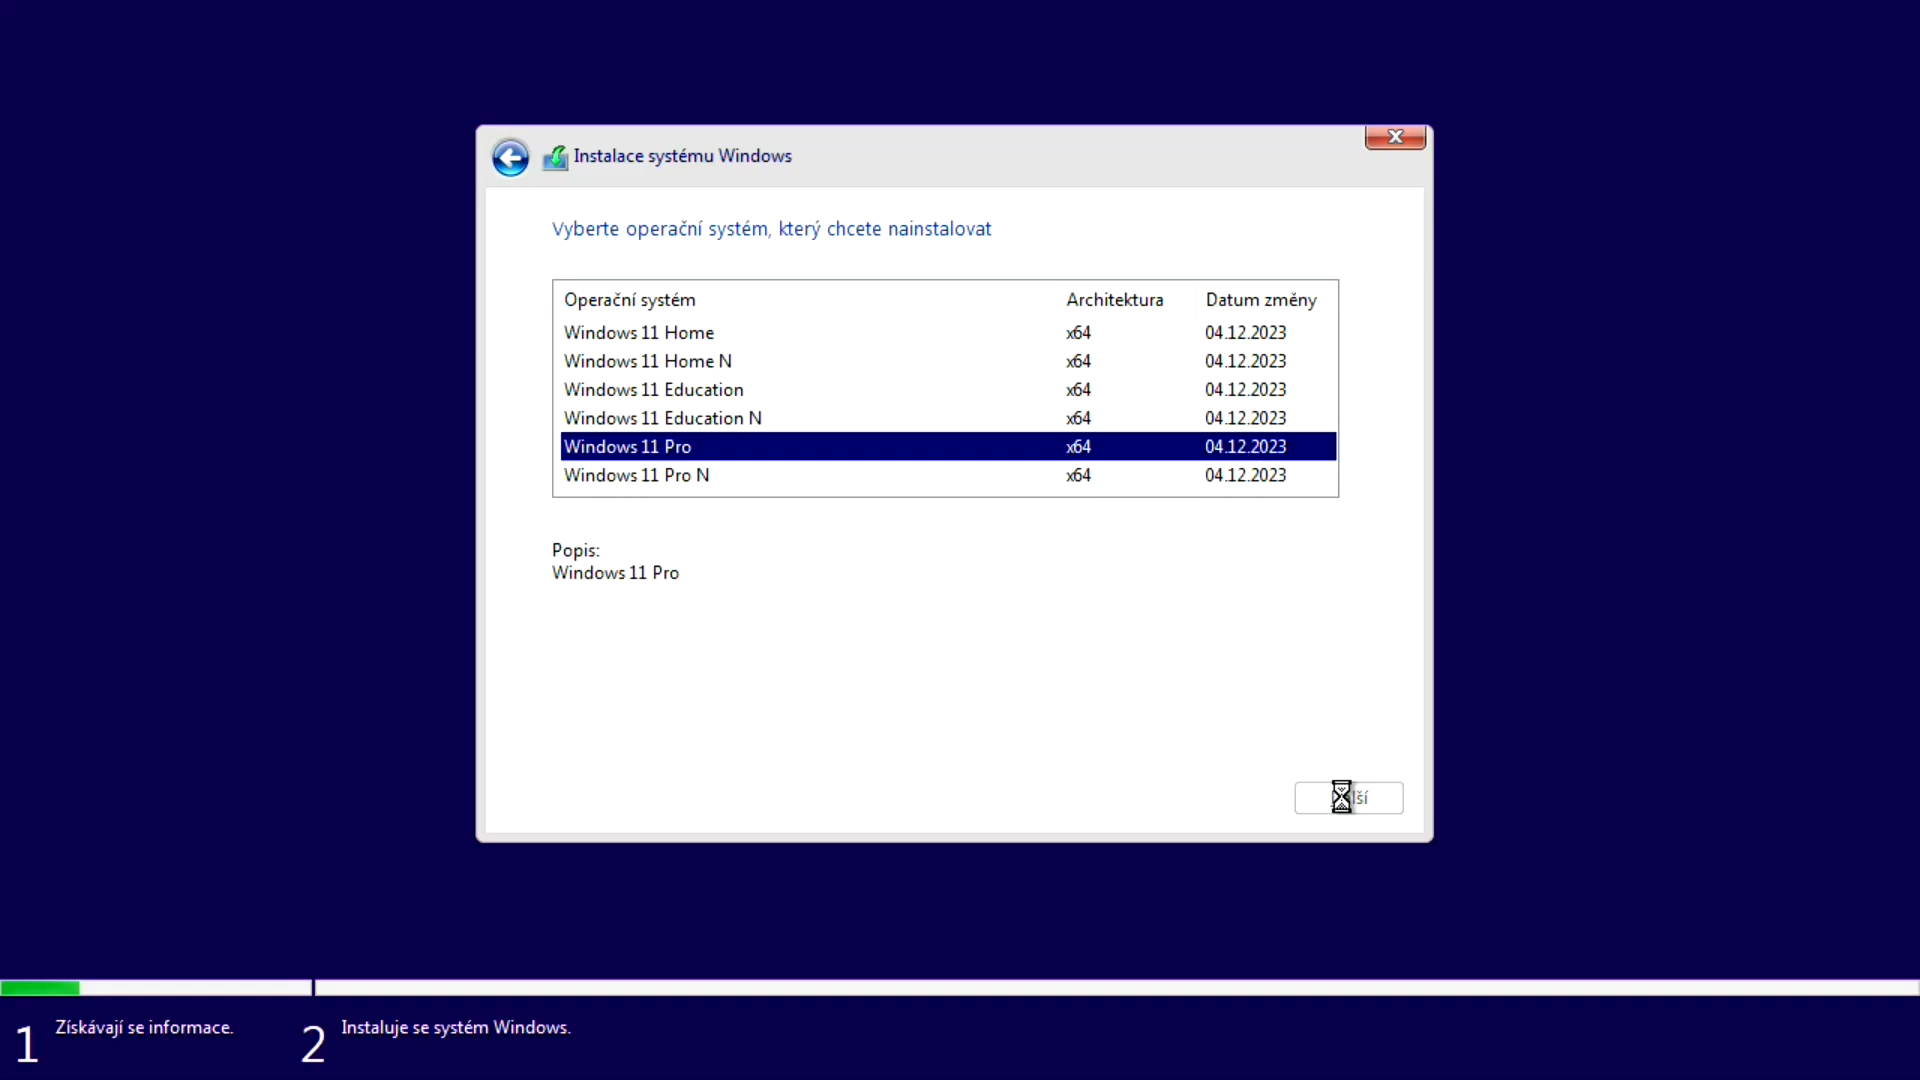 Instalace systému Windows
Vyberte operační systém, který chcete nainstalovat
Operační systém Architektura Datum změny
Windows 11 Home x64 04.12.2023
Windows 11 Home N x64 04.12.2023
Windows 11 Education x64 04.12.2023
Windows 11 Education N x64 04.12.2023
Windows 11 Pro x64 04.12.2023
Windows 11 Pro N x64 04.12.2023
Popis:
Windows 11 Pro
1 Získávají se informace. 2 Instaluje se systém Windows.